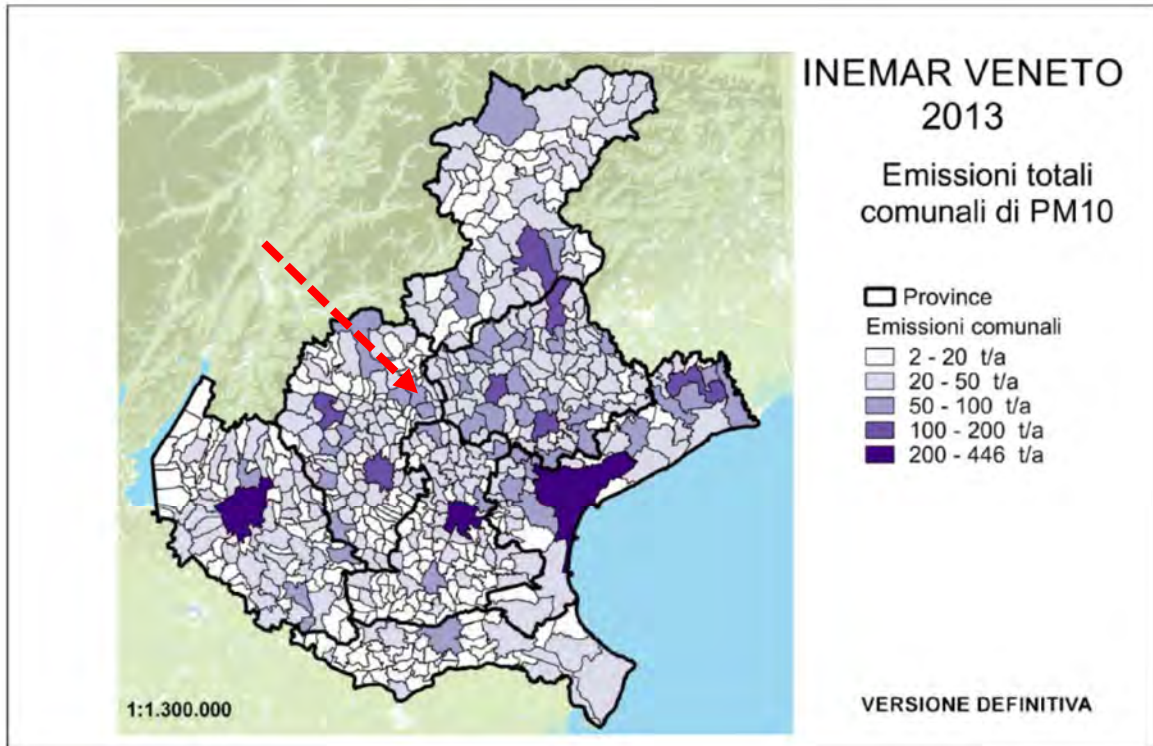 INEMAR VENETO
2013
Emissioni totali
comunali di PM10
Province
Emissioni comunali
2 - 20 t/a
20 - 50 t/a
50 - 100 t/a
100 - 200 t/a
200 - 446 t/a
1:1.300.000
VERSIONE DEFINITIVA